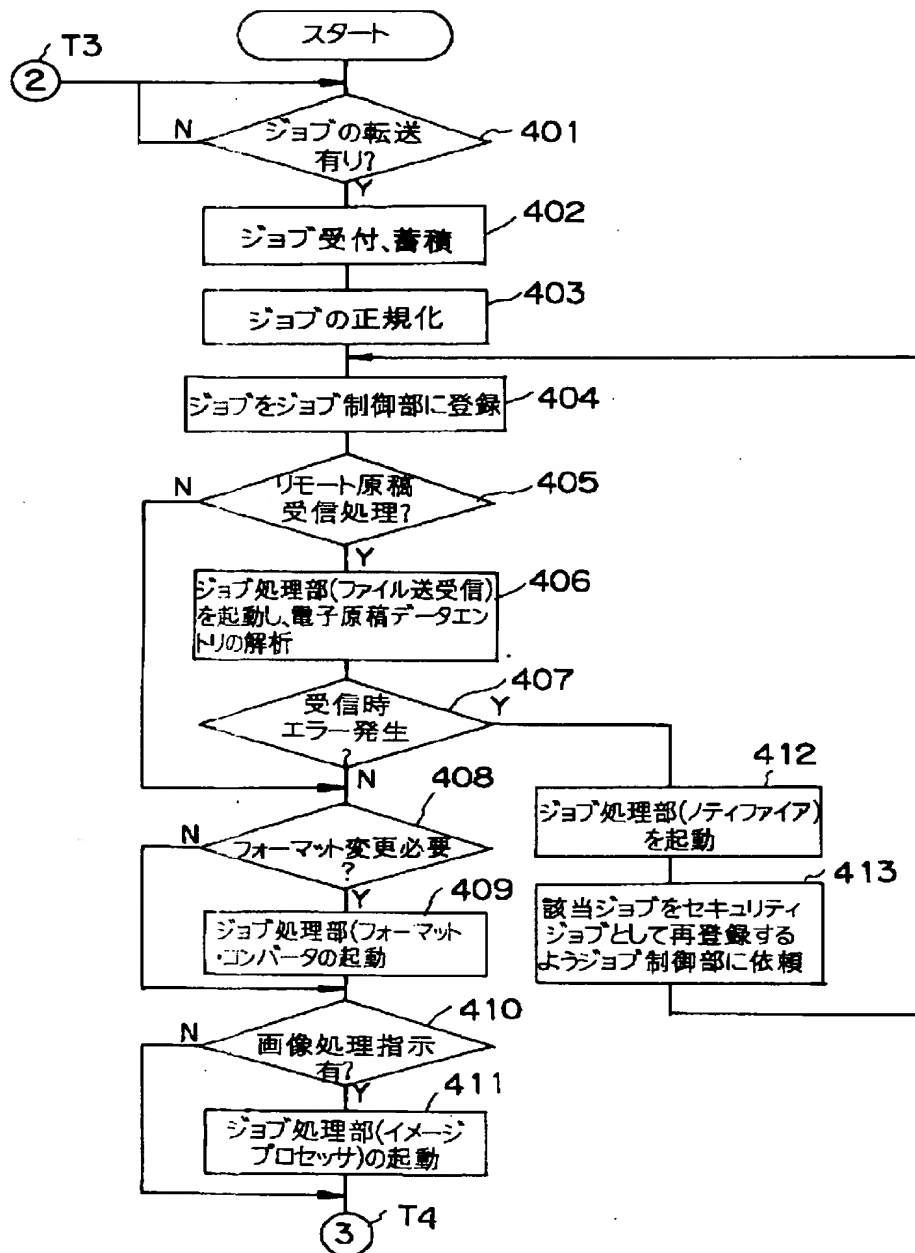 スタート
② T3
N
ジョブの転送
有り?
401
Y
402
ジョブ受付、蓄積
403
ジョブの正規化
ジョブをジョブ制御部に登録
404
N
リモート原稿
受信処理?
405
Y
ジョブ処理部(ファイル送受信)
を起動し、電子原稿データエン
トリの解析
406
受信時
エラー発生
?
407
Y
N
408
N
フォーマット変更必要
?
Y
409
ジョブ処理部(フォーマット
・コンバータの起動
410
N
画像処理指示
有?
Y
411
ジョブ処理部(イメージ
プロセッサ)の起動
③ T4
412
ジョブ処理部(ノティファイア)
を起動
413
該当ジョブをセキュリティ
ジョブとして再登録する
ようジョブ制御部に依頼